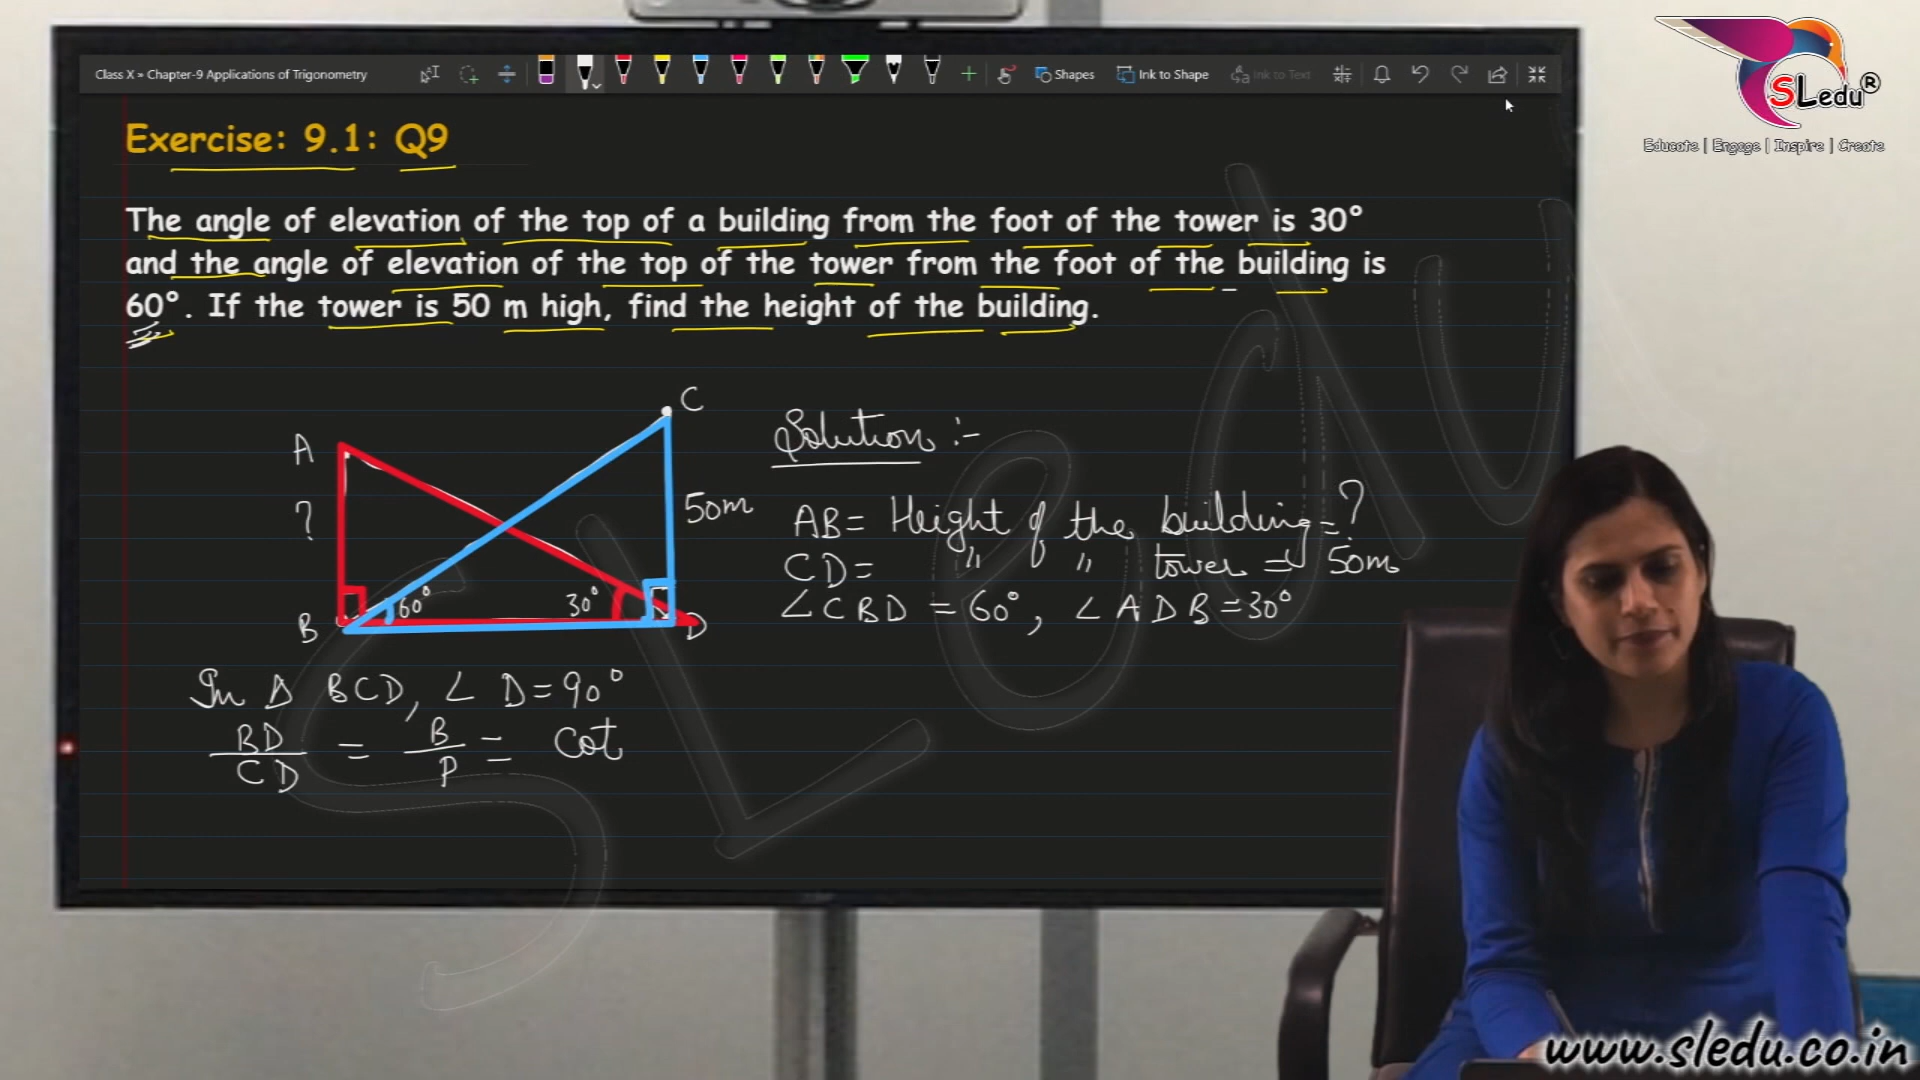 Class X » Chapter-9 Applications of Trigonometry
Shapes
Ink to Shape
Ink to Text
SLedu®
Educate | Engage | Inspire | Create
Exercise: 9.1: Q9
The angle of elevation of the top of a building from the foot of the tower is 30°
and the angle of elevation of the top of the tower from the foot of the building is
60°. If the tower is 50 m high, find the height of the building.
C
A
?
50m
60°
30°
B
D
Solution :-
AB = Height of the building = ?
CD = " " tower = 50m
∠CBD = 60°, ∠ADB = 30°
In Δ BCD, ∠ D = 90°
BD/CD = B/P = Cot
SLedu
www.sledu.co.in